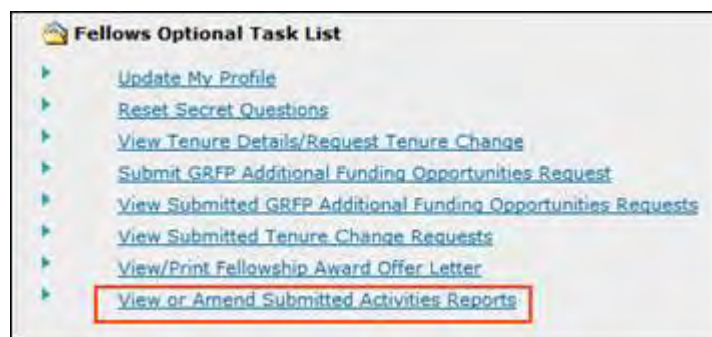 Fellows Optional Task List
Update My Profile
Reset Secret Questions
View Tenure Details/Request Tenure Change
Submit GRFP Additional Funding Opportunities Request
View Submitted GRFP Additional Funding Opportunities Requests
View Submitted Tenure Change Requests
View/Print Fellowship Award Offer Letter
View or Amend Submitted Activities Reports